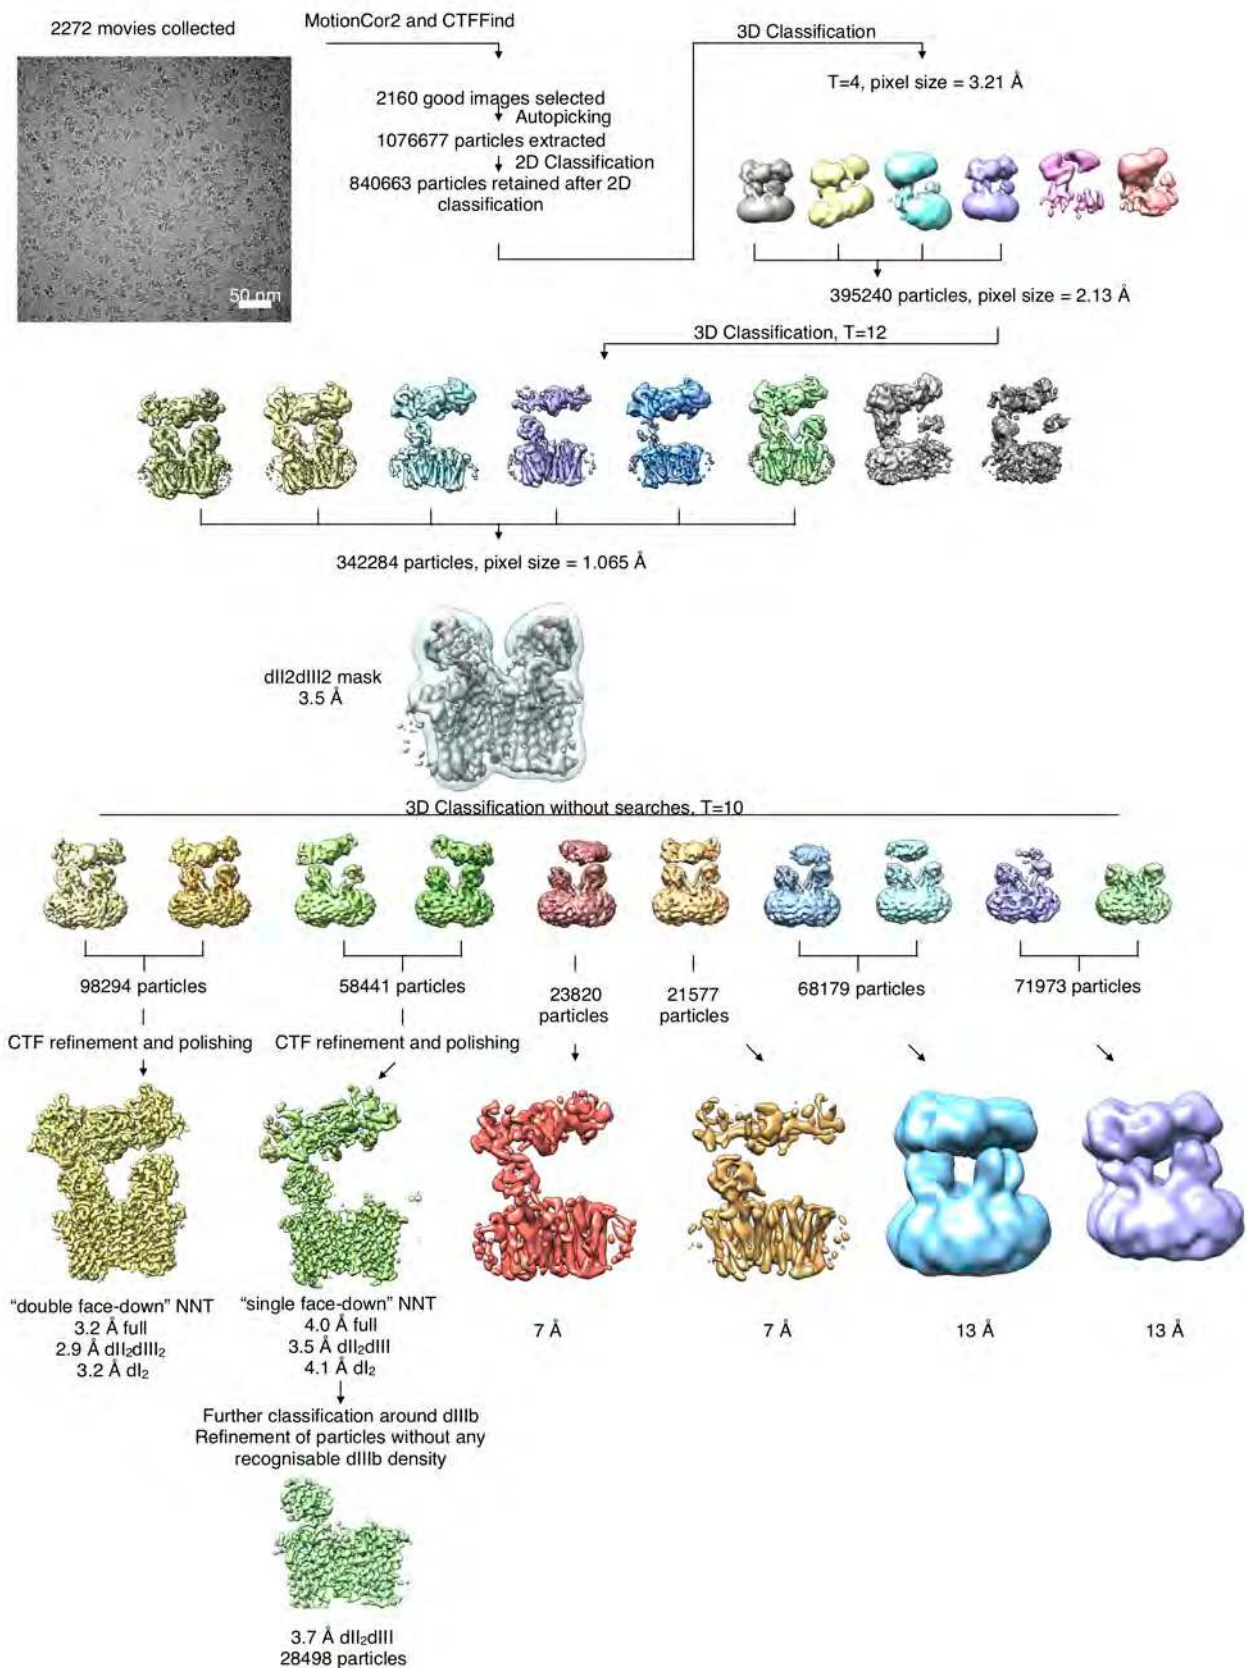 2272 movies collected
MotionCor2 and CTFFind
50 nm
2160 good images selected
Autopicking
1076677 particles extracted
2D Classification
840663 particles retained after 2D
classification
3D Classification
T=4, pixel size = 3.21 Å
395240 particles, pixel size = 2.13 Å
3D Classification, T=12
342284 particles, pixel size = 1.065 Å
dII2dIII2 mask
3.5 Å
3D Classification without searches, T=10
98294 particles
58441 particles
23820
particles
21577
particles
68179 particles
71973 particles
CTF refinement and polishing
CTF refinement and polishing
“double face-down” NNT
3.2 Å full
2.9 Å dII₂dIII₂
3.2 Å dI₂
“single face-down” NNT
4.0 Å full
3.5 Å dII₂dIII
4.1 Å dI₂
7 Å
7 Å
13 Å
13 Å
Further classification around dIIIb
Refinement of particles without any
recognisable dIIIb density
3.7 Å dII₂dIII
28498 particles